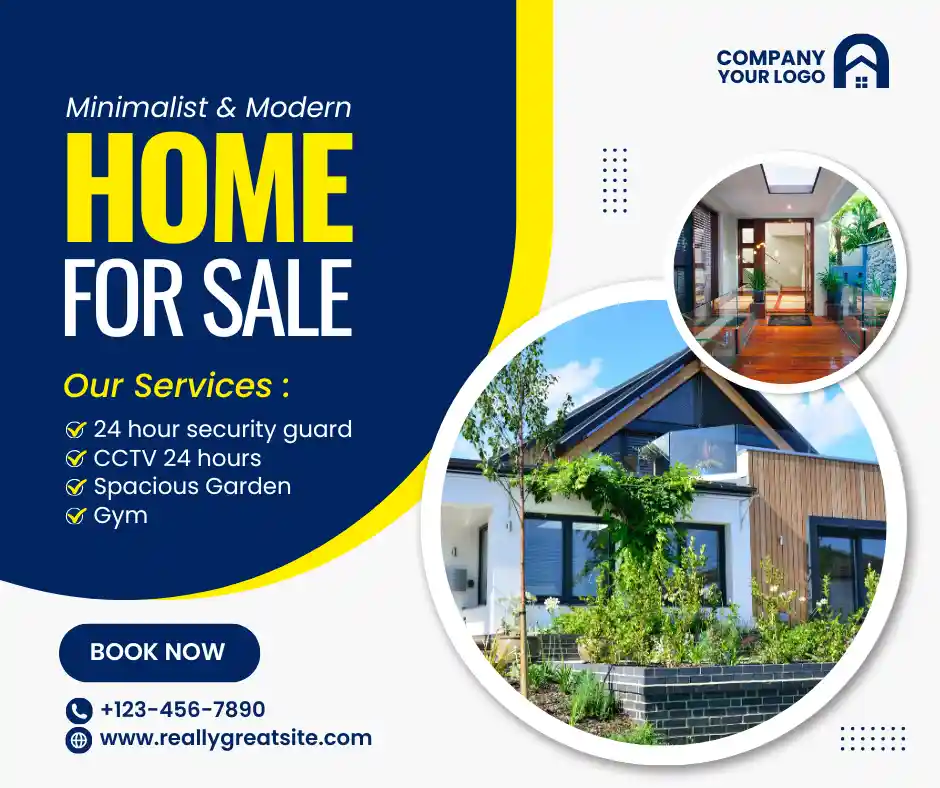 COMPANY
YOUR LOGO
Minimalist & Modern
HOME
FOR SALE
Our Services :
24 hour security guard
CCTV 24 hours
Spacious Garden
Gym
BOOK NOW
+123-456-7890
www.reallygreatsite.com